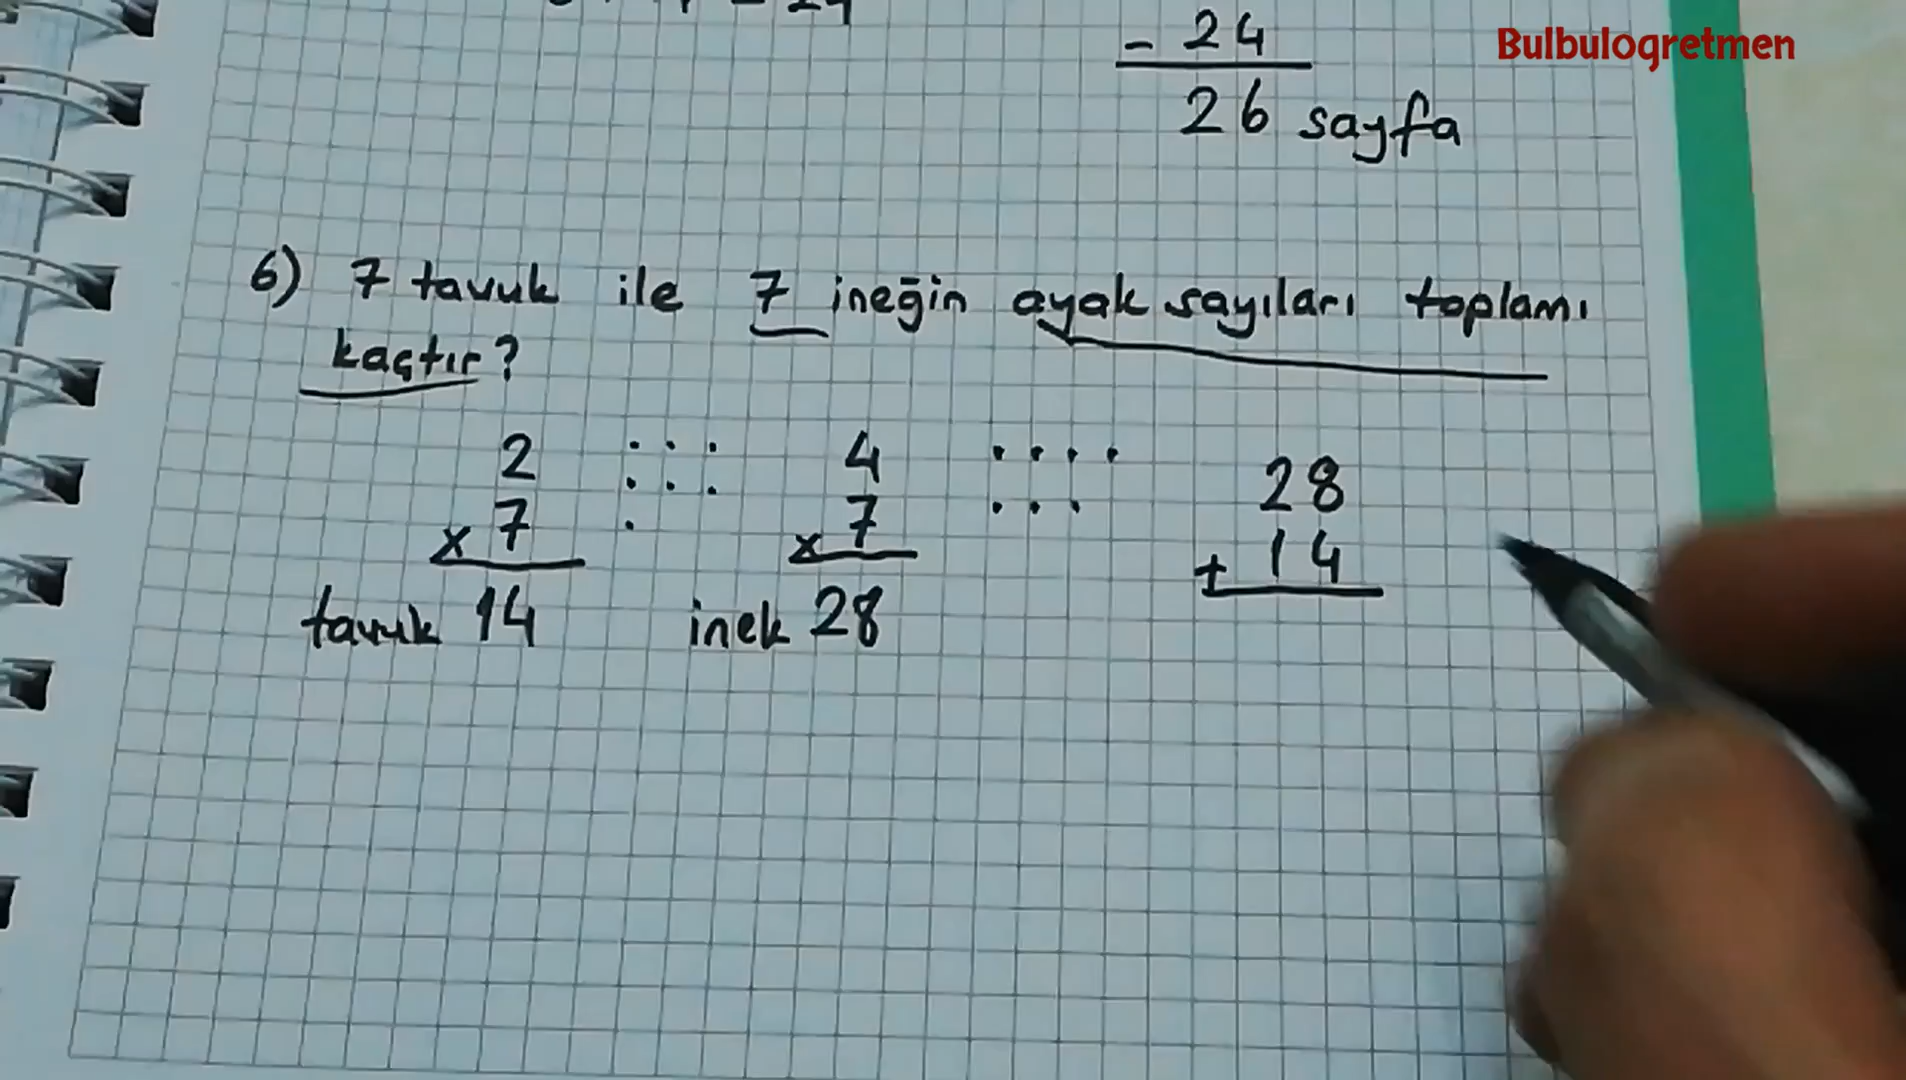 - 24
Bulbulogretmen
26 sayfa
6) 7 tavuk ile 7 ineğin ayak sayıları toplamı
kaçtır?
2
x 7
tavuk 14
4
x 7
inek 28
28
+ 14